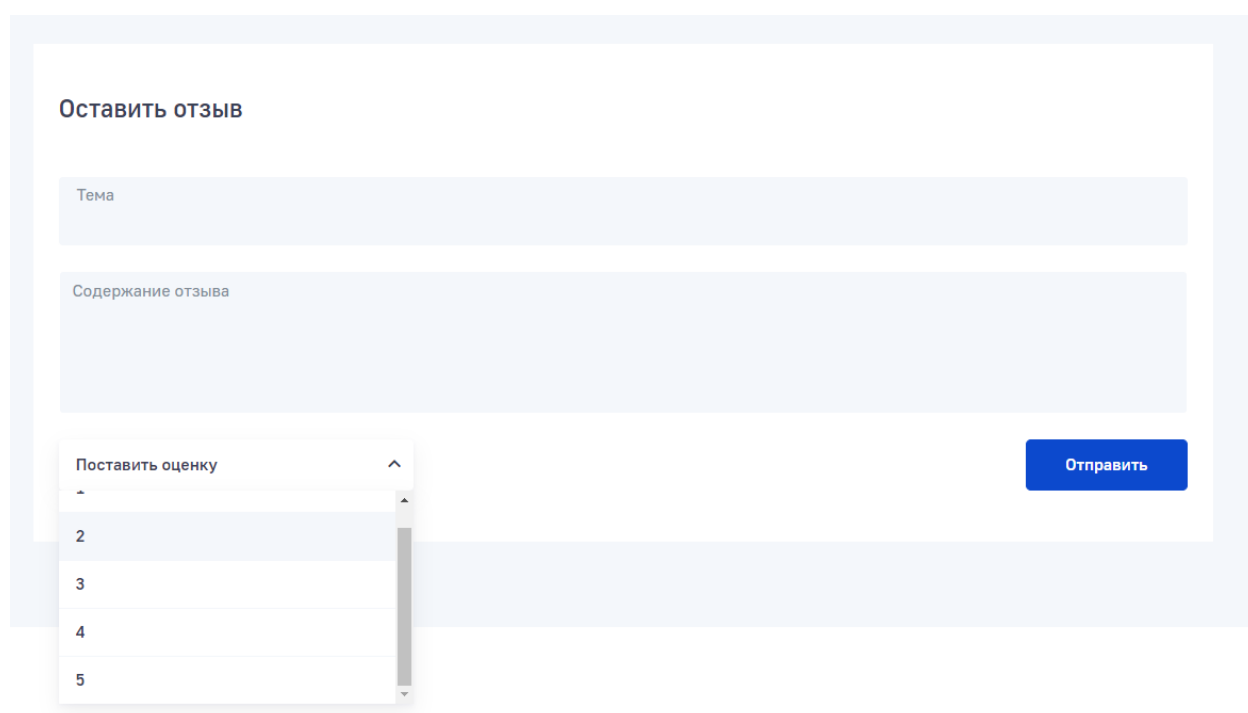 Оставить отзыв
Тема
Содержание отзыва
Поставить оценку
Отправить
2
3
4
5